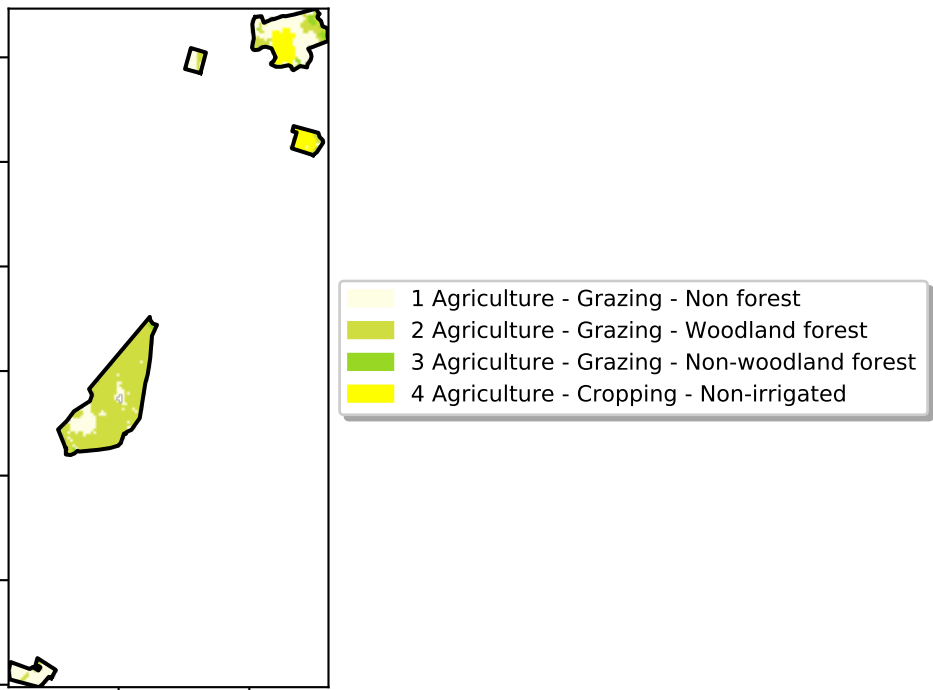 1 Agriculture - Grazing - Non forest
2 Agriculture - Grazing - Woodland forest
3 Agriculture - Grazing - Non-woodland forest
4 Agriculture - Cropping - Non-irrigated